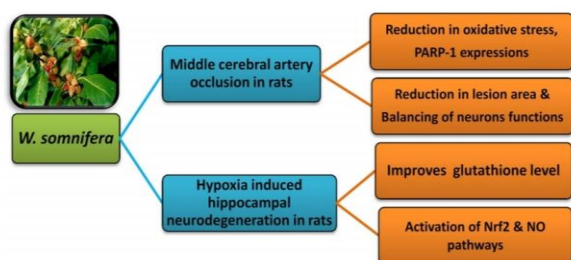 W. somnifera
Middle cerebral artery
occlusion in rats
Reduction in oxidative stress,
PARP-1 expressions
Reduction in lesion area &
Balancing of neurons functions
Hypoxia induced
hippocampal
neurodegeneration in rats
Improves glutathione level
Activation of Nrf2 & NO
pathways